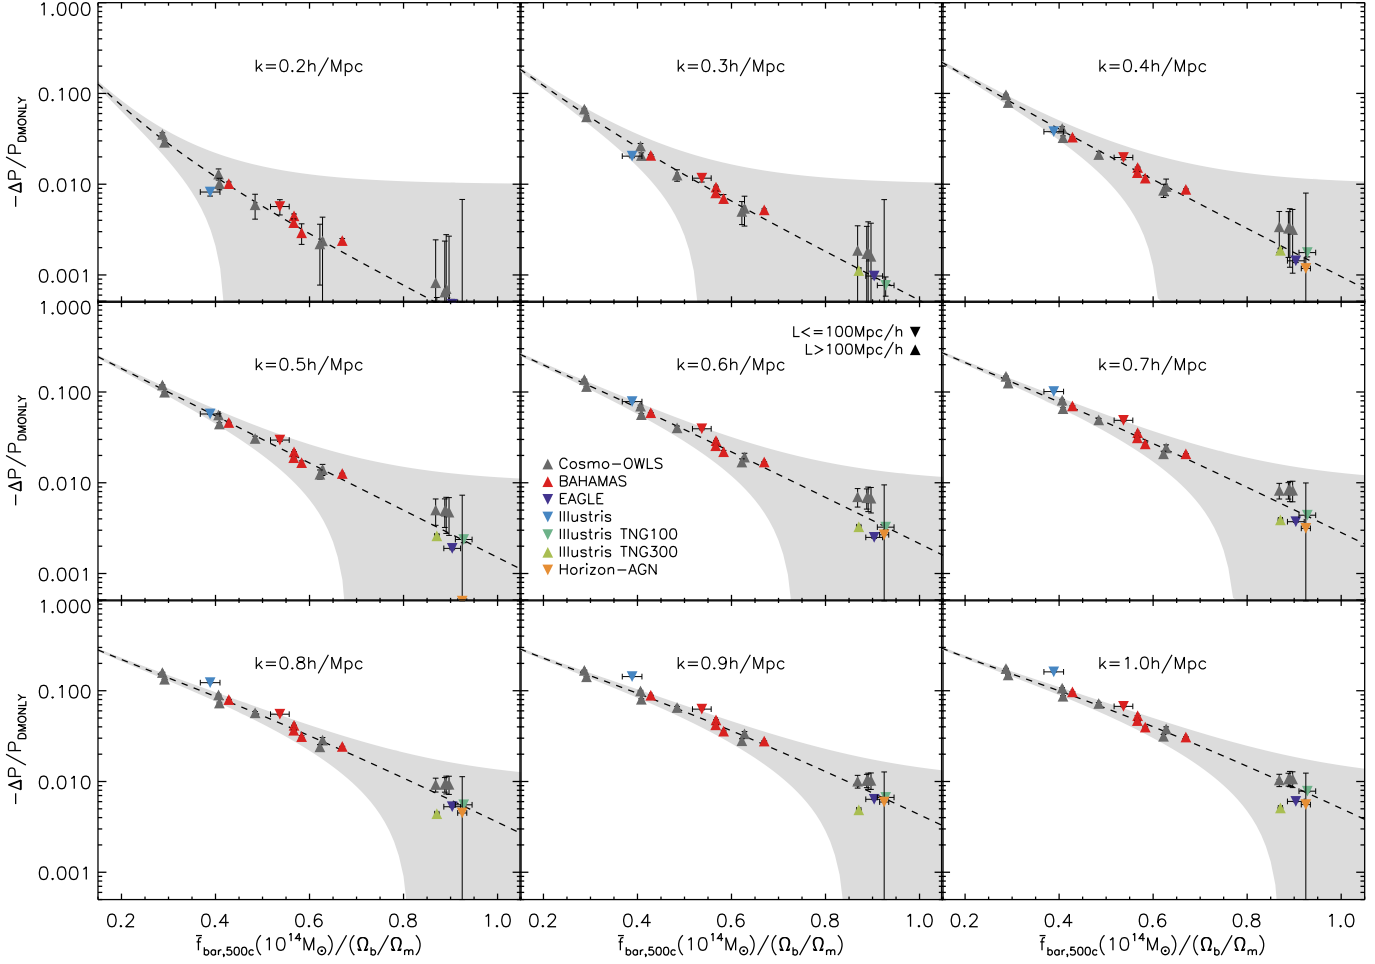 1.000
k=0.2h/Mpc
k=0.3h/Mpc
k=0.4h/Mpc
0.100
0.010
0.001
−ΔP/P_DMONLY
1.000
L<=100Mpc/h ▼
L>100Mpc/h ▲
k=0.5h/Mpc
k=0.6h/Mpc
k=0.7h/Mpc
0.100
0.010
0.001
−ΔP/P_DMONLY
Cosmo−OWLS
BAHAMAS
EAGLE
Illustris
Illustris TNG100
Illustris TNG300
Horizon−AGN
1.000
k=0.8h/Mpc
k=0.9h/Mpc
k=1.0h/Mpc
0.100
0.010
0.001
−ΔP/P_DMONLY
0.2 0.4 0.6 0.8 1.0
0.2 0.4 0.6 0.8 1.0
0.2 0.4 0.6 0.8 1.0
f̄_bar,500c(10^14M_⊙)/(Ω_b/Ω_m)
f̄_bar,500c(10^14M_⊙)/(Ω_b/Ω_m)
f̄_bar,500c(10^14M_⊙)/(Ω_b/Ω_m)